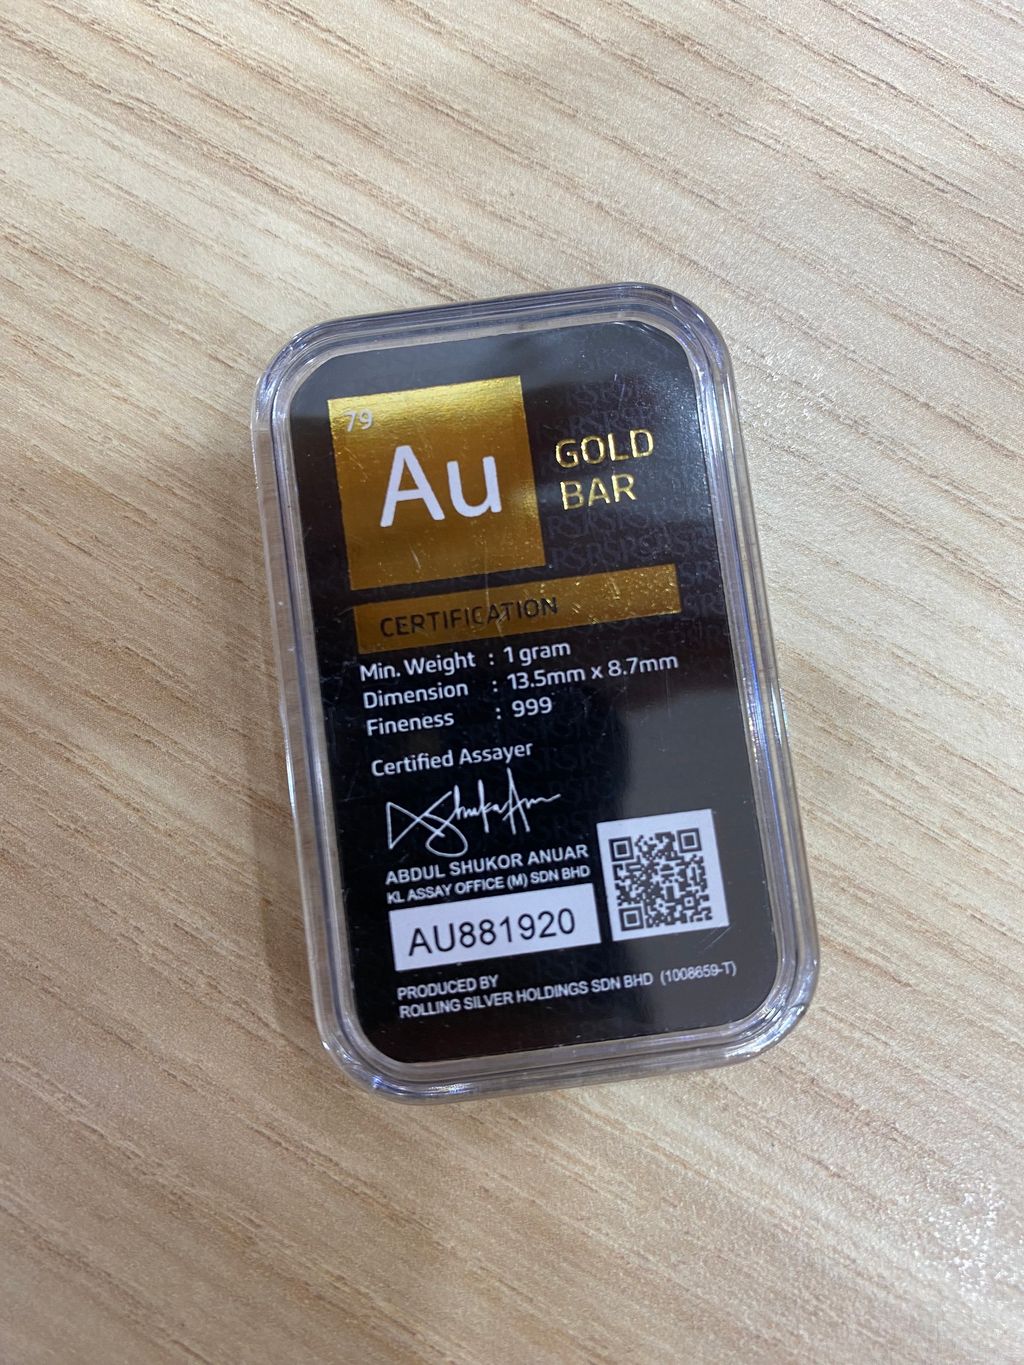 79
Au
GOLD
BAR
CERTIFICATION
Min. Weight : 1 gram
Dimension : 13.5mm x 8.7mm
Fineness : 999
Certified Assayer
ABDUL SHUKOR ANUAR
KL ASSAY OFFICE (M) SDN BHD
AU881920
PRODUCED BY
ROLLING SILVER HOLDINGS SDN BHD (1008659-T)